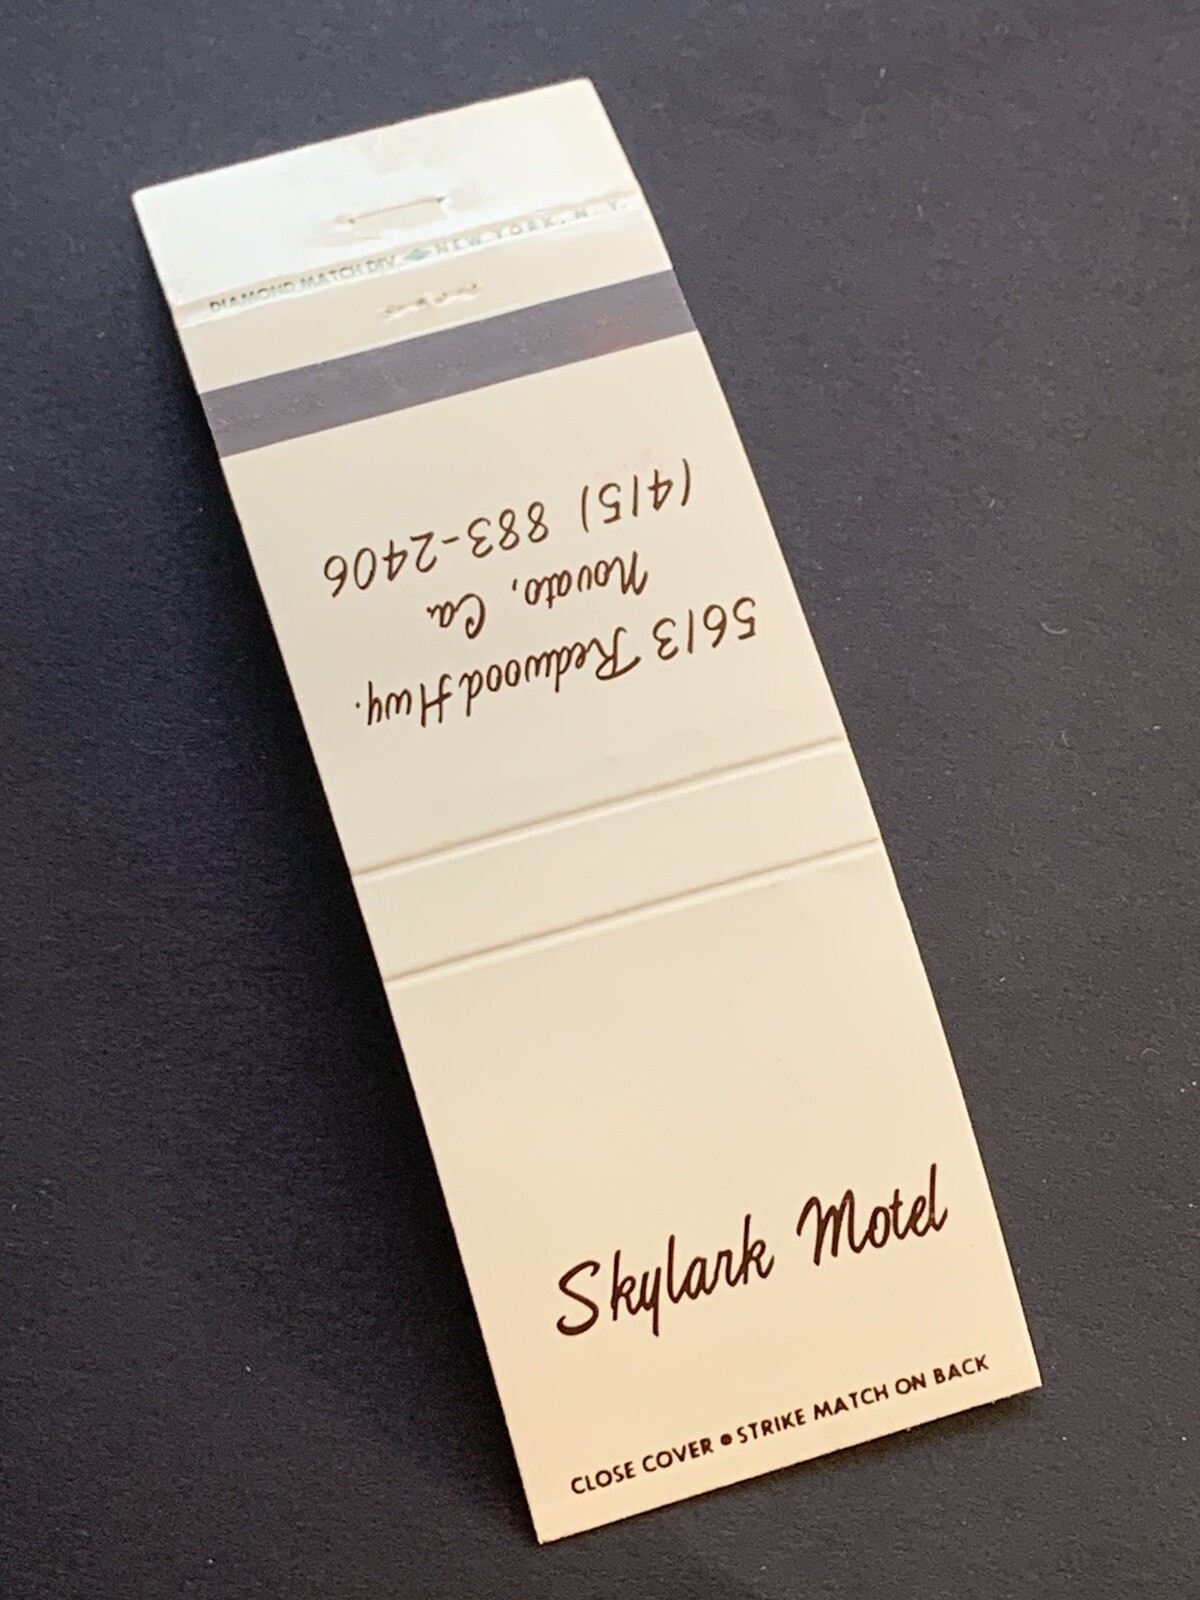 DIAMOND MATCH DIV. NEW YORK, N.Y.
5613 Redwood Hwy.
Novato, Ca.
(415) 883-2406
Skylark Motel
CLOSE COVER • STRIKE MATCH ON BACK